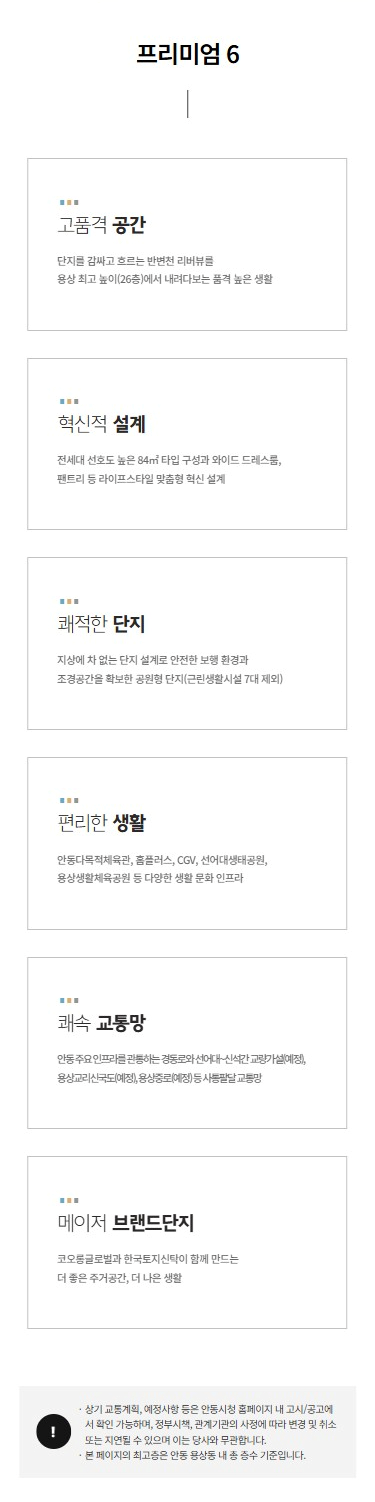 프리미엄 6
고품격 공간
단지를 감싸고 흐르는 반변천 리버뷰를
용상 최고 높이(26층)에서 내려다보는 품격 높은 생활
혁신적 설계
전세대 선호도 높은 84㎡ 타입 구성과 와이드 드레스룸,
팬트리 등 라이프스타일 맞춤형 혁신 설계
쾌적한 단지
지상에 차 없는 단지 설계로 안전한 보행 환경과
조경공간을 확보한 공원형 단지(근린생활시설 7대 제외)
편리한 생활
안동다목적체육관, 홈플러스, CGV, 선어대생태공원,
용상생활체육공원 등 다양한 생활 문화 인프라
쾌속 교통망
안동 주요 인프라를 관통하는 경동로와 선어대~신석간 교량가설(예정),
용상교리신국도(예정), 용상중로(예정) 등 사통팔달 교통망
메이저 브랜드단지
코오롱글로벌과 한국토지신탁이 함께 만드는
더 좋은 주거공간, 더 나은 생활
· 상기 교통계획, 예정사항 등은 안동시청 홈페이지 내 고시/공고에
서 확인 가능하며, 정부시책, 관계기관의 사정에 따라 변경 및 취소
또는 지연될 수 있으며 이는 당사와 무관합니다.
· 본 페이지의 최고층은 안동 용상동 내 총 층수 기준입니다.